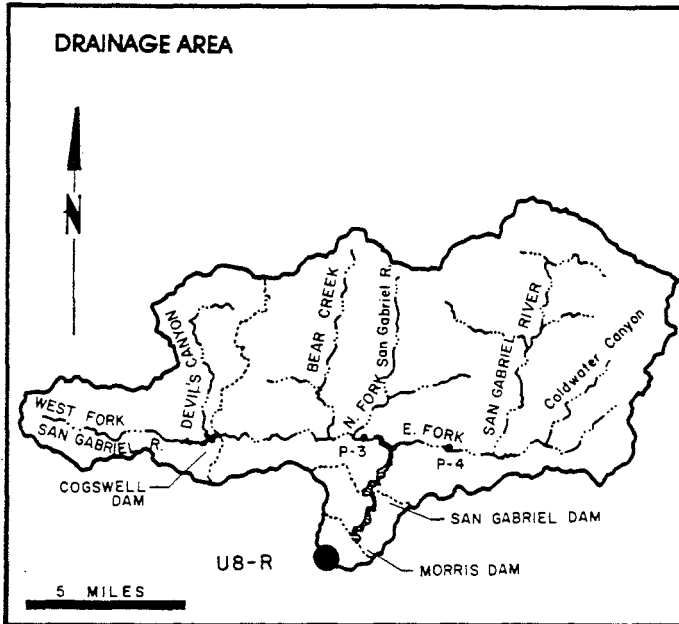 DRAINAGE AREA
N
DEVIL'S CANYON
BEAR CREEK
N. FORK San Gabriel R.
SAN GABRIEL RIVER
Coldwater Canyon
WEST FORK
SAN GABRIEL R.
E. FORK
P-3
P-4
COGSWELL
DAM
SAN GABRIEL DAM
U8-R
MORRIS DAM
5 MILES